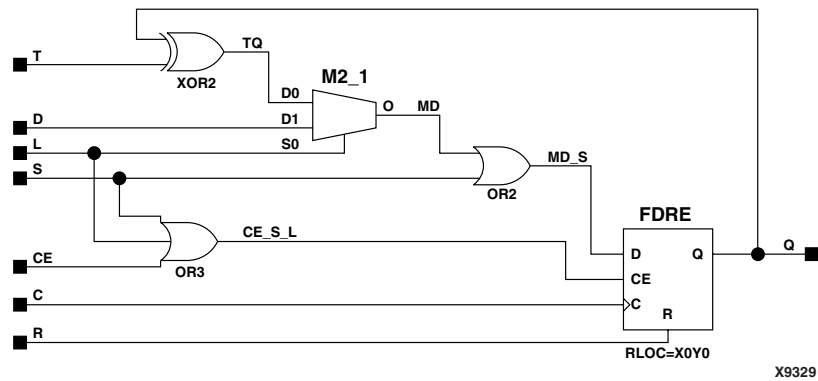 T
TQ
XOR2
M2_1
D0
O
MD
D
D1
L
S0
S
MD_S
OR2
FDRE
CE_S_L
D
Q
Q
CE
OR3
CE
C
C
R
R
RLOC=X0Y0
X9329